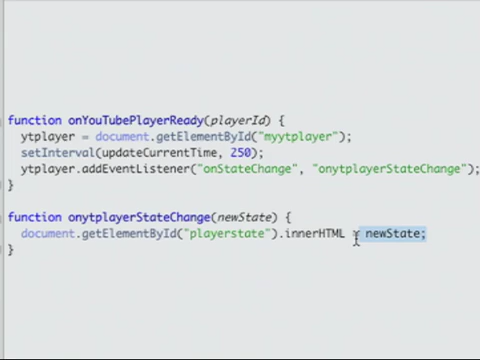 function onYouTubePlayerReady(playerId) {
ytplayer = document.getElementById("myytplayer");
setInterval(updateCurrentTime, 250);
ytplayer.addEventListener("onStateChange", "onytplayerStateChange");
}
function onytplayerStateChange(newState) {
document.getElementById("playerstate").innerHTML = newState;
}